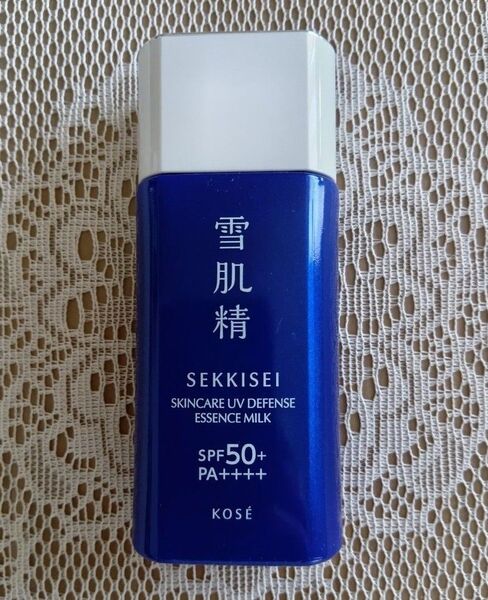 雪
肌
精
SEKKISEI
SKINCARE UV DEFENSE
ESSENCE MILK
SPF50+
PA++++
KOSÉ